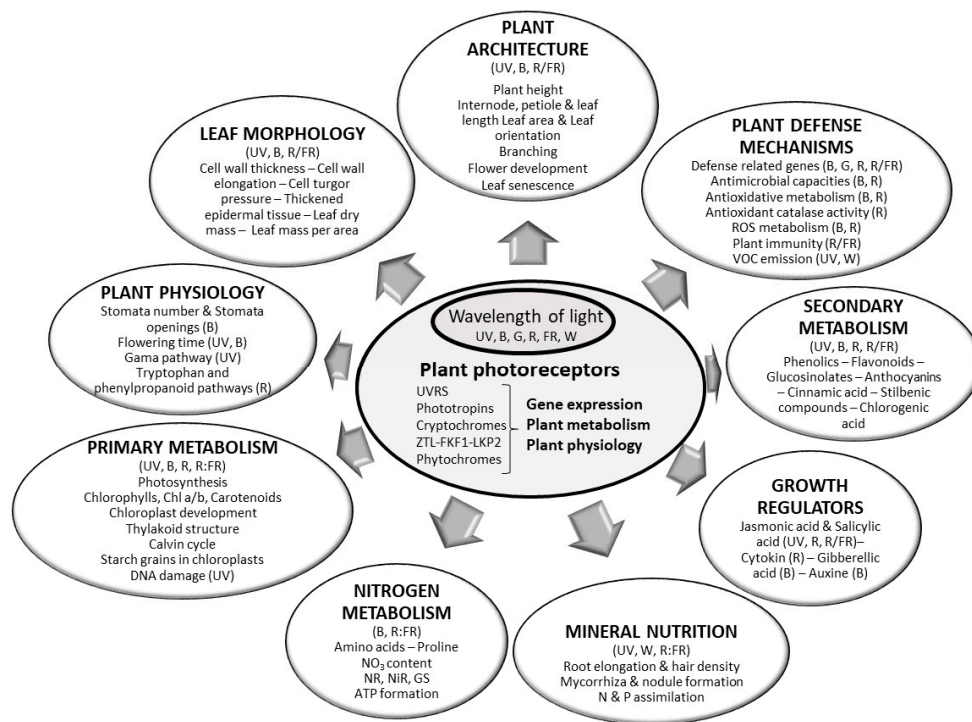 PLANT
ARCHITECTURE
(UV, B, R/FR)
Plant height
Internode, petiole & leaf
length Leaf area & Leaf
orientation
Branching
Flower development
Leaf senescence
LEAF MORPHOLOGY
(UV, B, R/FR)
Cell wall thickness – Cell wall
elongation – Cell turgor
pressure – Thickened
epidermal tissue – Leaf dry
mass – Leaf mass per area
PLANT DEFENSE
MECHANISMS
Defense related genes (B, G, R, R/FR)
Antimicrobial capacities (B, R)
Antioxidative metabolism (B, R)
Antioxidant catalase activity (R)
ROS metabolism (B, R)
Plant immunity (R/FR)
VOC emission (UV, W)
PLANT PHYSIOLOGY
Stomata number & Stomata
openings (B)
Flowering time (UV, B)
Gama pathway (UV)
Tryptophan and
phenylpropanoid pathways (R)
Wavelength of light
UV, B, G, R, FR, W
Plant photoreceptors
UVRS
Phototropins
Cryptochromes
ZTL-FKF1-LKP2
Phytochromes
Gene expression
Plant metabolism
Plant physiology
SECONDARY
METABOLISM
(UV, B, R, R/FR)
Phenolics – Flavonoids –
Glucosinolates – Anthocyanins
– Cinnamic acid – Stilbenic
compounds – Chlorogenic
acid
PRIMARY METABOLISM
(UV, B, R, R:FR)
Photosynthesis
Chlorophylls, Chl a/b, Carotenoids
Chloroplast development
Thylakoid structure
Calvin cycle
Starch grains in chloroplasts
DNA damage (UV)
GROWTH
REGULATORS
Jasmonic acid & Salicylic
acid (UV, R, R/FR)–
Cytokin (R) – Gibberellic
acid (B) – Auxine (B)
NITROGEN
METABOLISM
(B, R:FR)
Amino acids – Proline
NO₃ content
NR, NiR, GS
ATP formation
MINERAL NUTRITION
(UV, W, R:FR)
Root elongation & hair density
Mycorrhiza & nodule formation
N & P assimilation